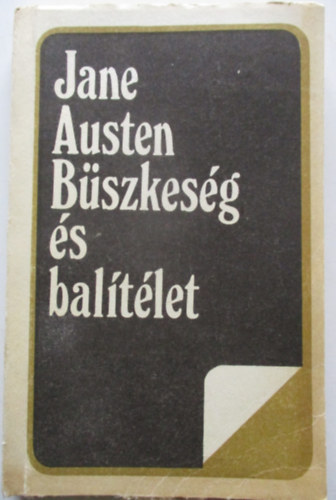 Jane
Austen
Büszkeség
és
balítélet